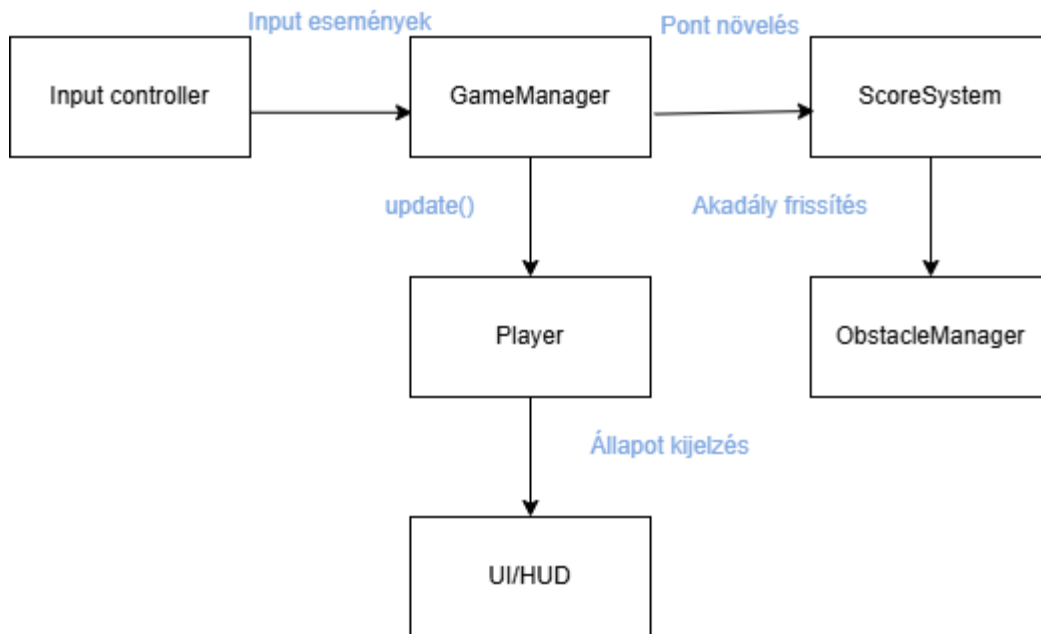 Input események
Pont növelés
Input controller
GameManager
ScoreSystem
update()
Akadály frissítés
Player
ObstacleManager
Állapot kijelzés
UI/HUD